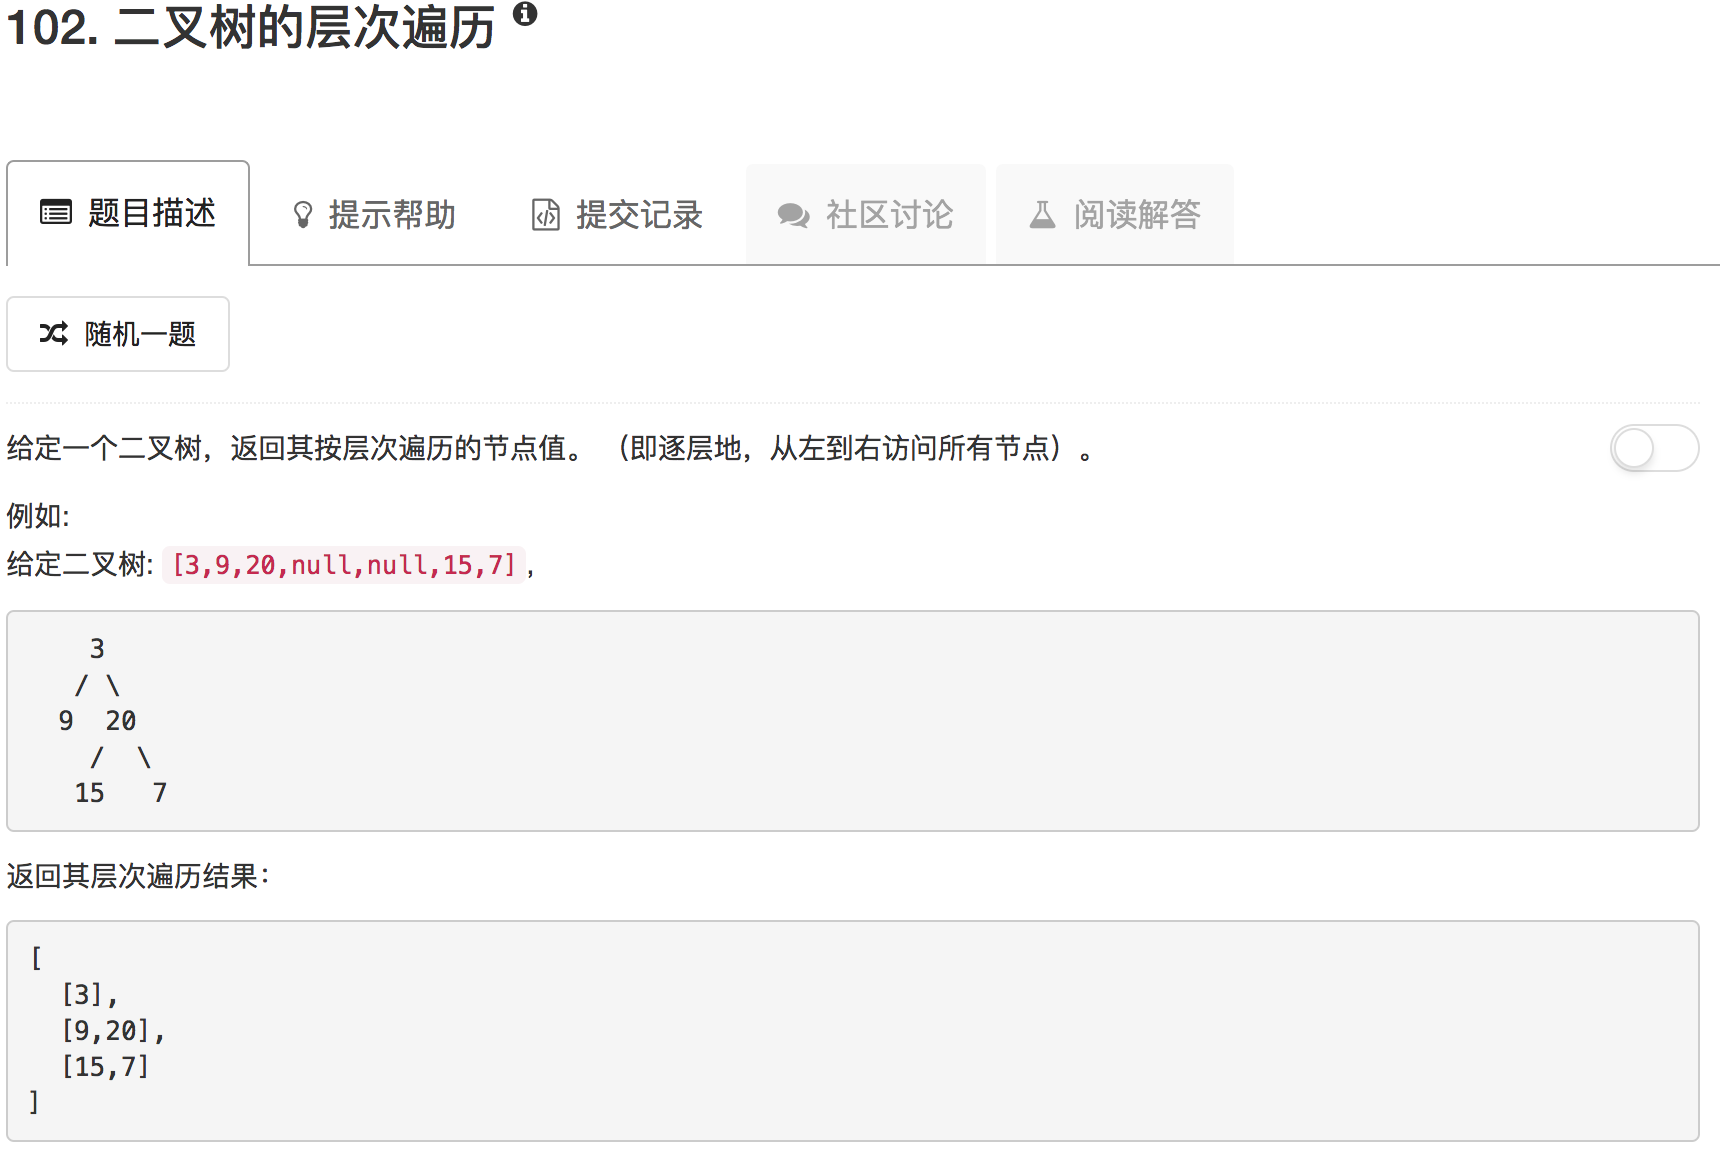 102. 二叉树的层次遍历
题目描述 提示帮助 提交记录 社区讨论 阅读解答
随机一题
给定一个二叉树，返回其按层次遍历的节点值。 （即逐层地，从左到右访问所有节点）。
例如:
给定二叉树: [3,9,20,null,null,15,7],
3
/ \
9  20
/  \
15   7
返回其层次遍历结果：
[
[3],
[9,20],
[15,7]
]